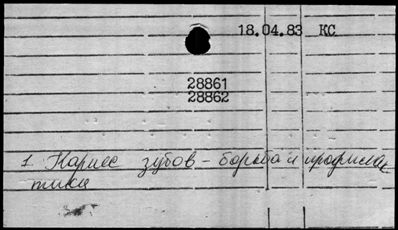 18.04.83 КС
28861
28862
1. Кариес зубов - борьба и профилак
тика